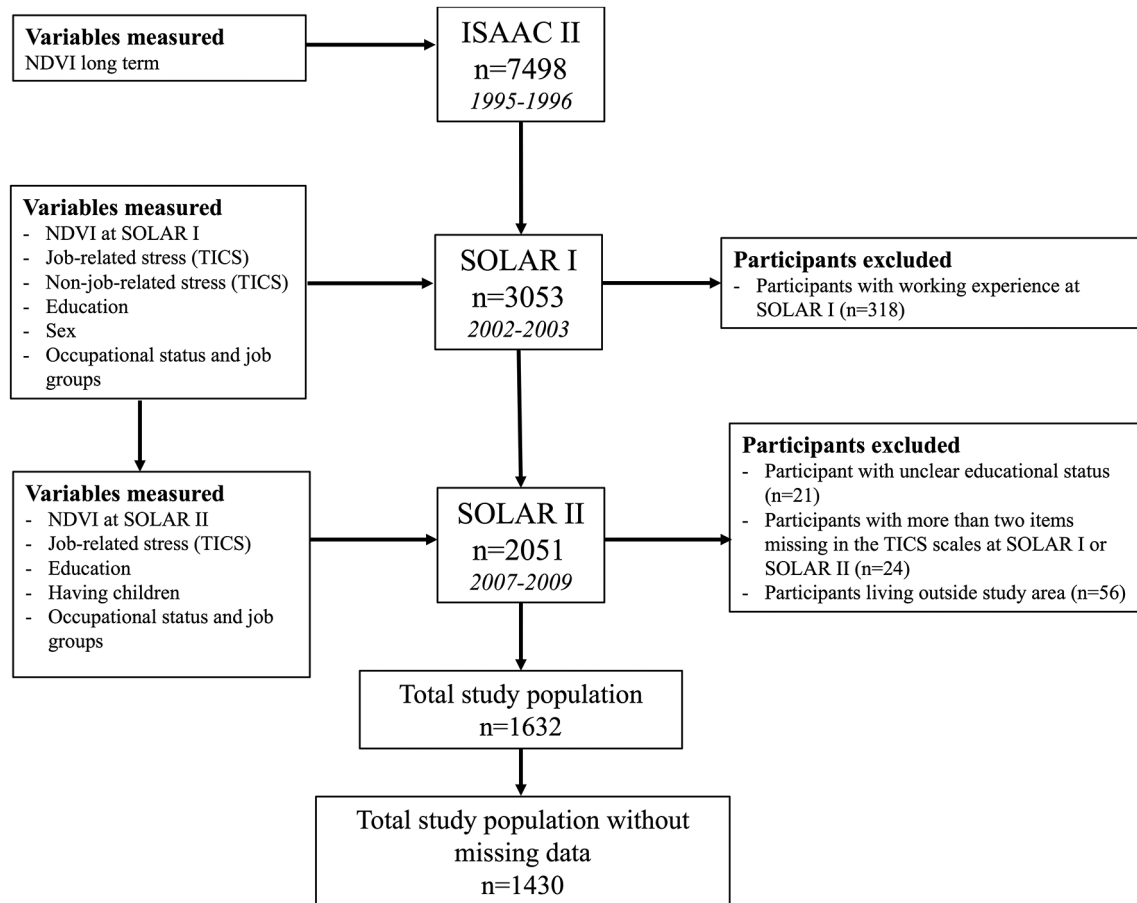 Variables measured
NDVI long term
ISAAC II
n=7498
1995-1996
Variables measured
- NDVI at SOLAR I
- Job-related stress (TICS)
- Non-job-related stress (TICS)
- Education
- Sex
- Occupational status and job
groups
SOLAR I
n=3053
2002-2003
Participants excluded
- Participants with working experience at
SOLAR I (n=318)
Variables measured
- NDVI at SOLAR II
- Job-related stress (TICS)
- Education
- Having children
- Occupational status and job
groups
SOLAR II
n=2051
2007-2009
Participants excluded
- Participant with unclear educational status
(n=21)
- Participants with more than two items
missing in the TICS scales at SOLAR I or
SOLAR II (n=24)
- Participants living outside study area (n=56)
Total study population
n=1632
Total study population without
missing data
n=1430